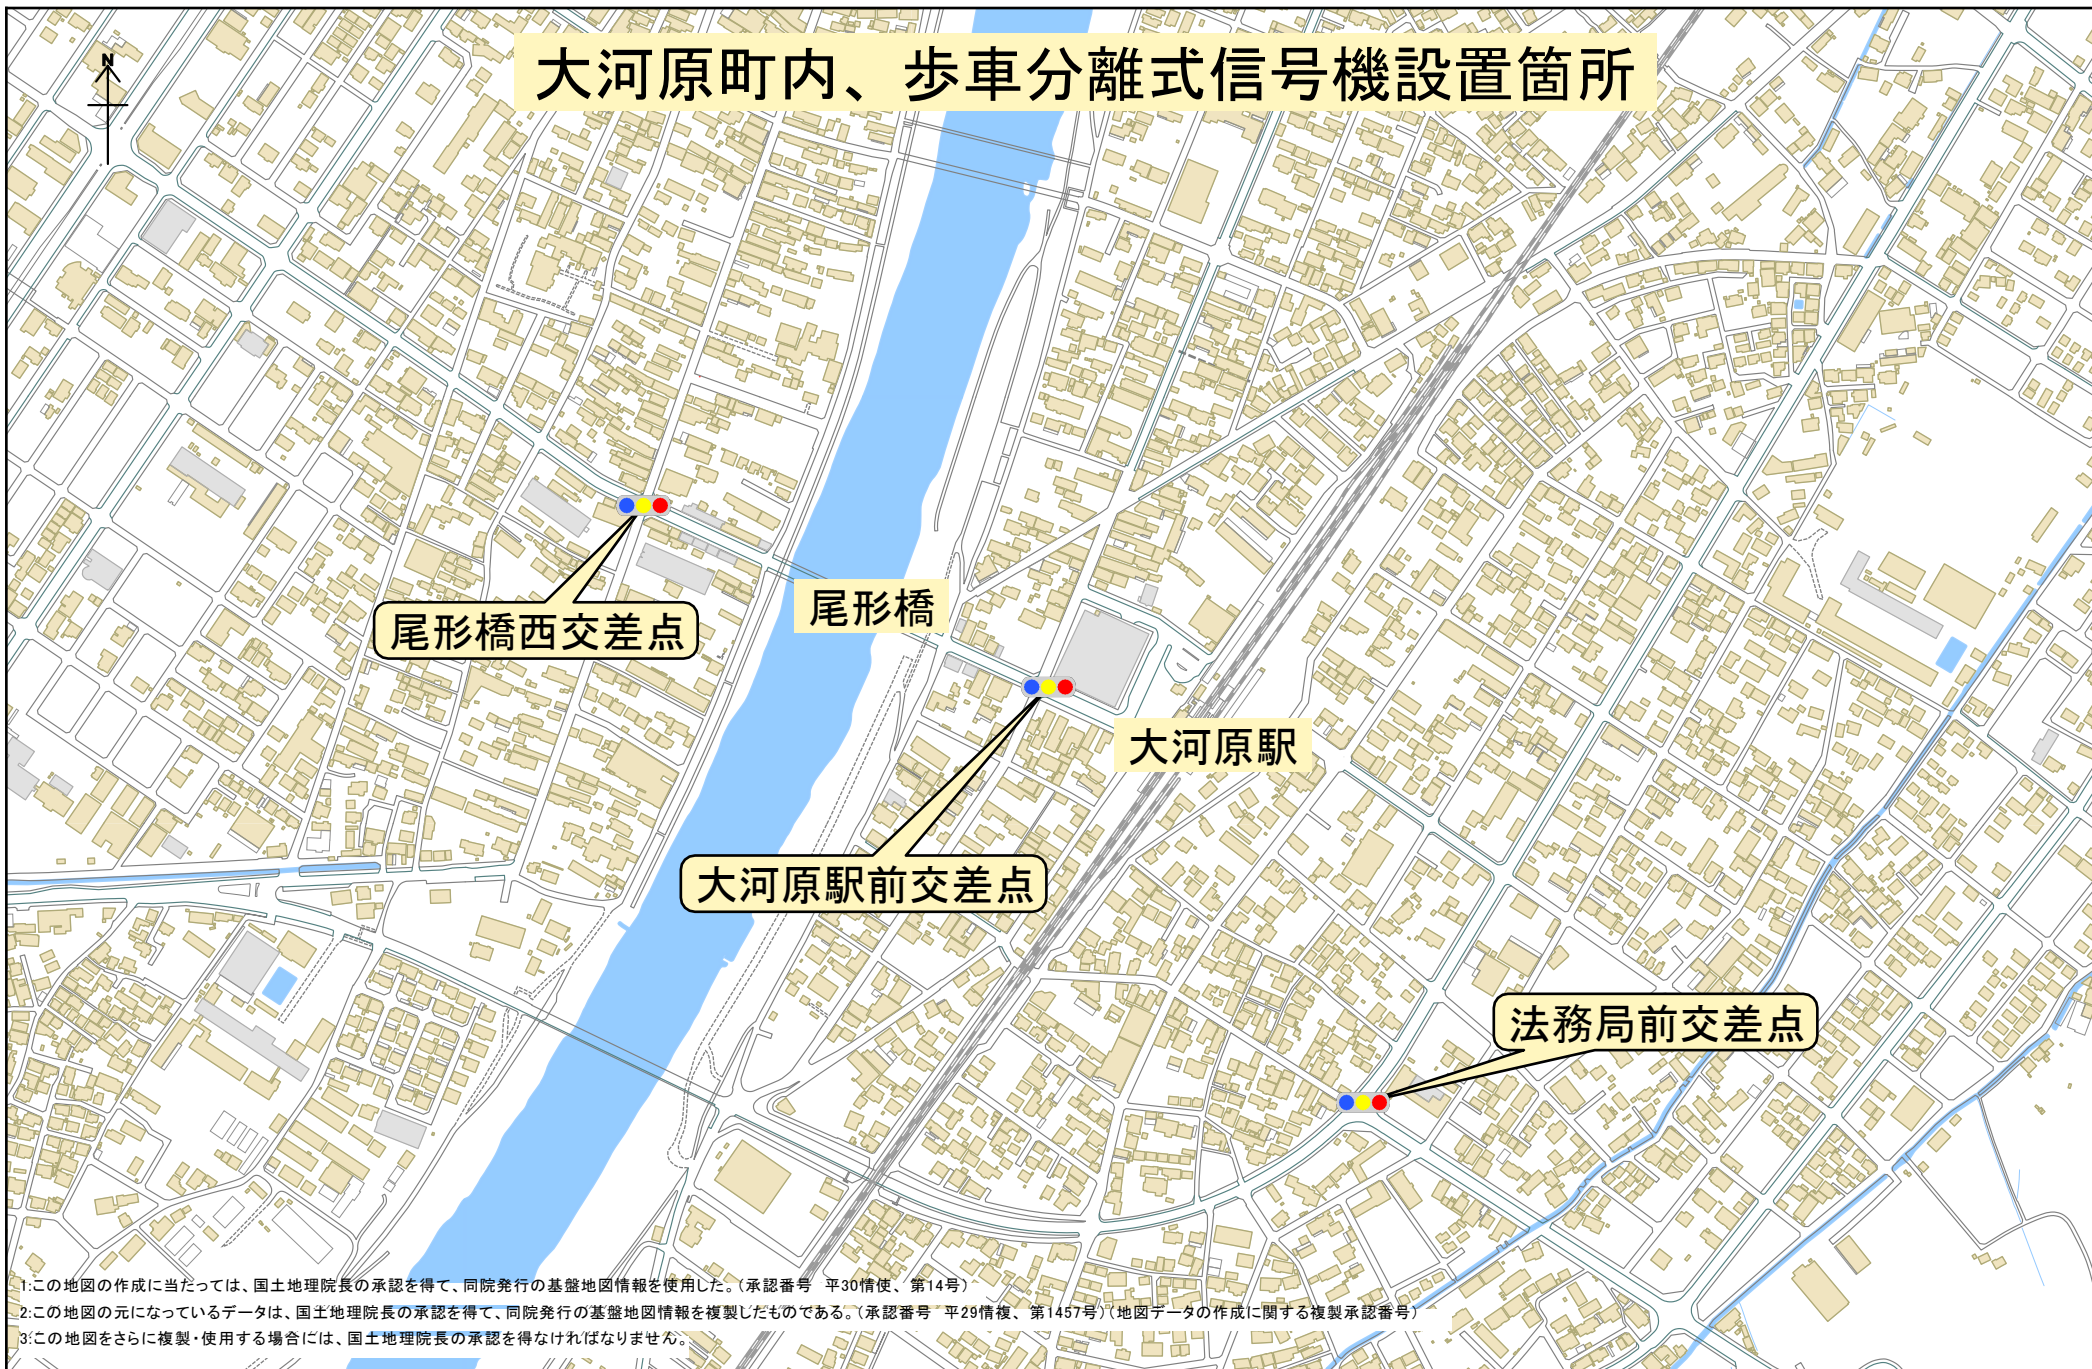 大河原町内、歩車分離式信号機設置箇所
N
尾形橋
尾形橋西交差点
大河原駅
大河原駅前交差点
法務局前交差点
1:この地図の作成に当たっては、国土地理院長の承認を得て、同院発行の基盤地図情報を使用した。(承認番号 平30情使、 第14号)
2:この地図の元になっているデータは、国土地理院長の承認を得て、同院発行の基盤地図情報を複製したものである。(承認番号 平29情複、 第1457号)(地図データの作成に関する複製承認番号)
3:この地図をさらに複製・使用する場合には、国土地理院長の承認を得なければなりません。